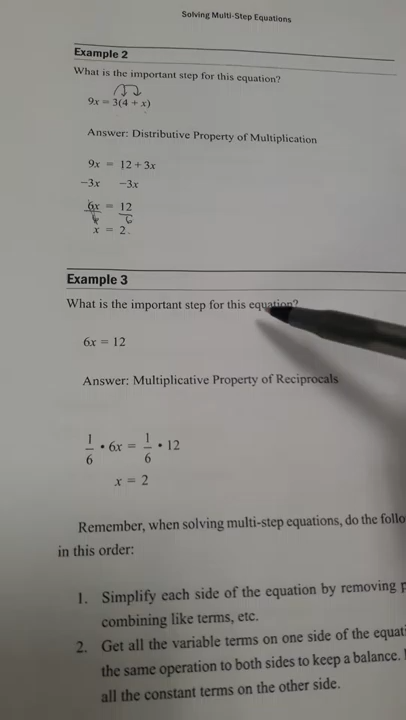 Solving Multi-Step Equations
Example 2
What is the important step for this equation?
9x = 3(4 + x)
Answer: Distributive Property of Multiplication
9x = 12 + 3x
−3x −3x
6x = 12
6 6
x = 2.
Example 3
What is the important step for this equation?
6x = 12
Answer: Multiplicative Property of Reciprocals
1/6 • 6x = 1/6 • 12
x = 2
Remember, when solving multi-step equations, do the follo
in this order:
1. Simplify each side of the equation by removing p
combining like terms, etc.
2. Get all the variable terms on one side of the equat
the same operation to both sides to keep a balance.
all the constant terms on the other side.